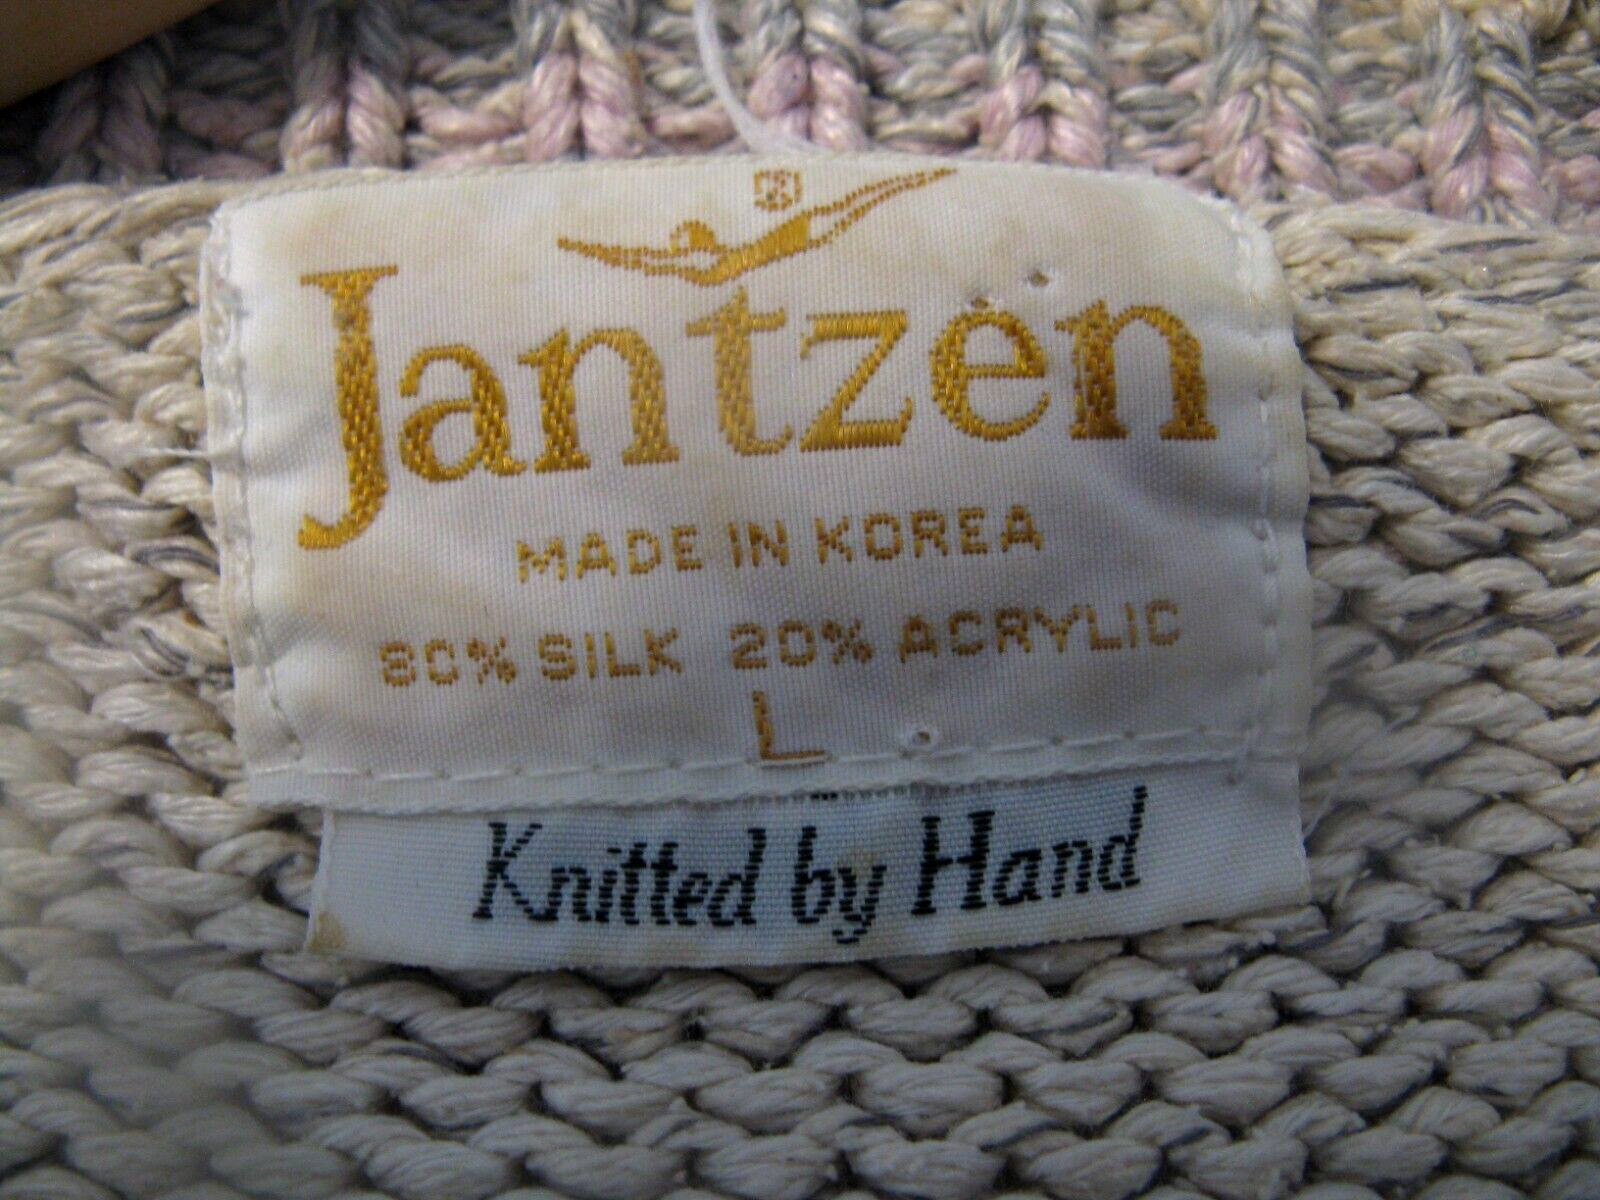 Jantzen
MADE IN KOREA
80% SILK 20% ACRYLIC
L
Knitted by Hand